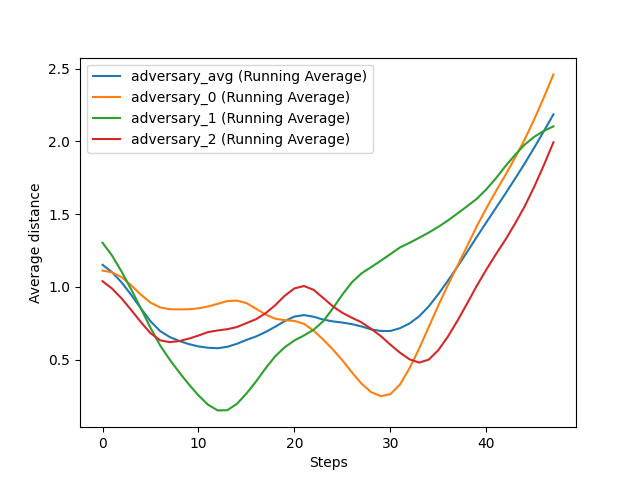 adversary_avg (Running Average)
adversary_0 (Running Average)
adversary_1 (Running Average)
adversary_2 (Running Average)
2.5
2.0
1.5
1.0
0.5
Average distance
0 10 20 30 40
Steps